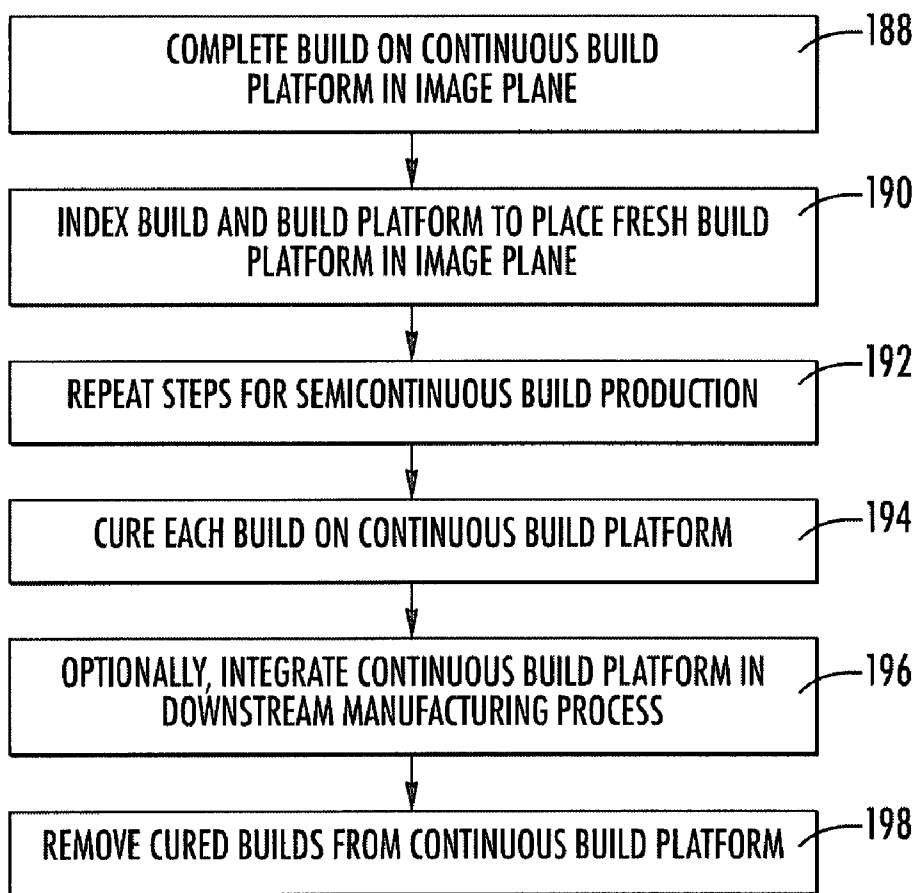 COMPLETE BUILD ON CONTINUOUS BUILD
PLATFORM IN IMAGE PLANE
188
INDEX BUILD AND BUILD PLATFORM TO PLACE FRESH BUILD
PLATFORM IN IMAGE PLANE
190
REPEAT STEPS FOR SEMICONTINUOUS BUILD PRODUCTION
192
CURE EACH BUILD ON CONTINUOUS BUILD PLATFORM
194
OPTIONALLY, INTEGRATE CONTINUOUS BUILD PLATFORM IN
DOWNSTREAM MANUFACTURING PROCESS
196
REMOVE CURED BUILDS FROM CONTINUOUS BUILD PLATFORM
198